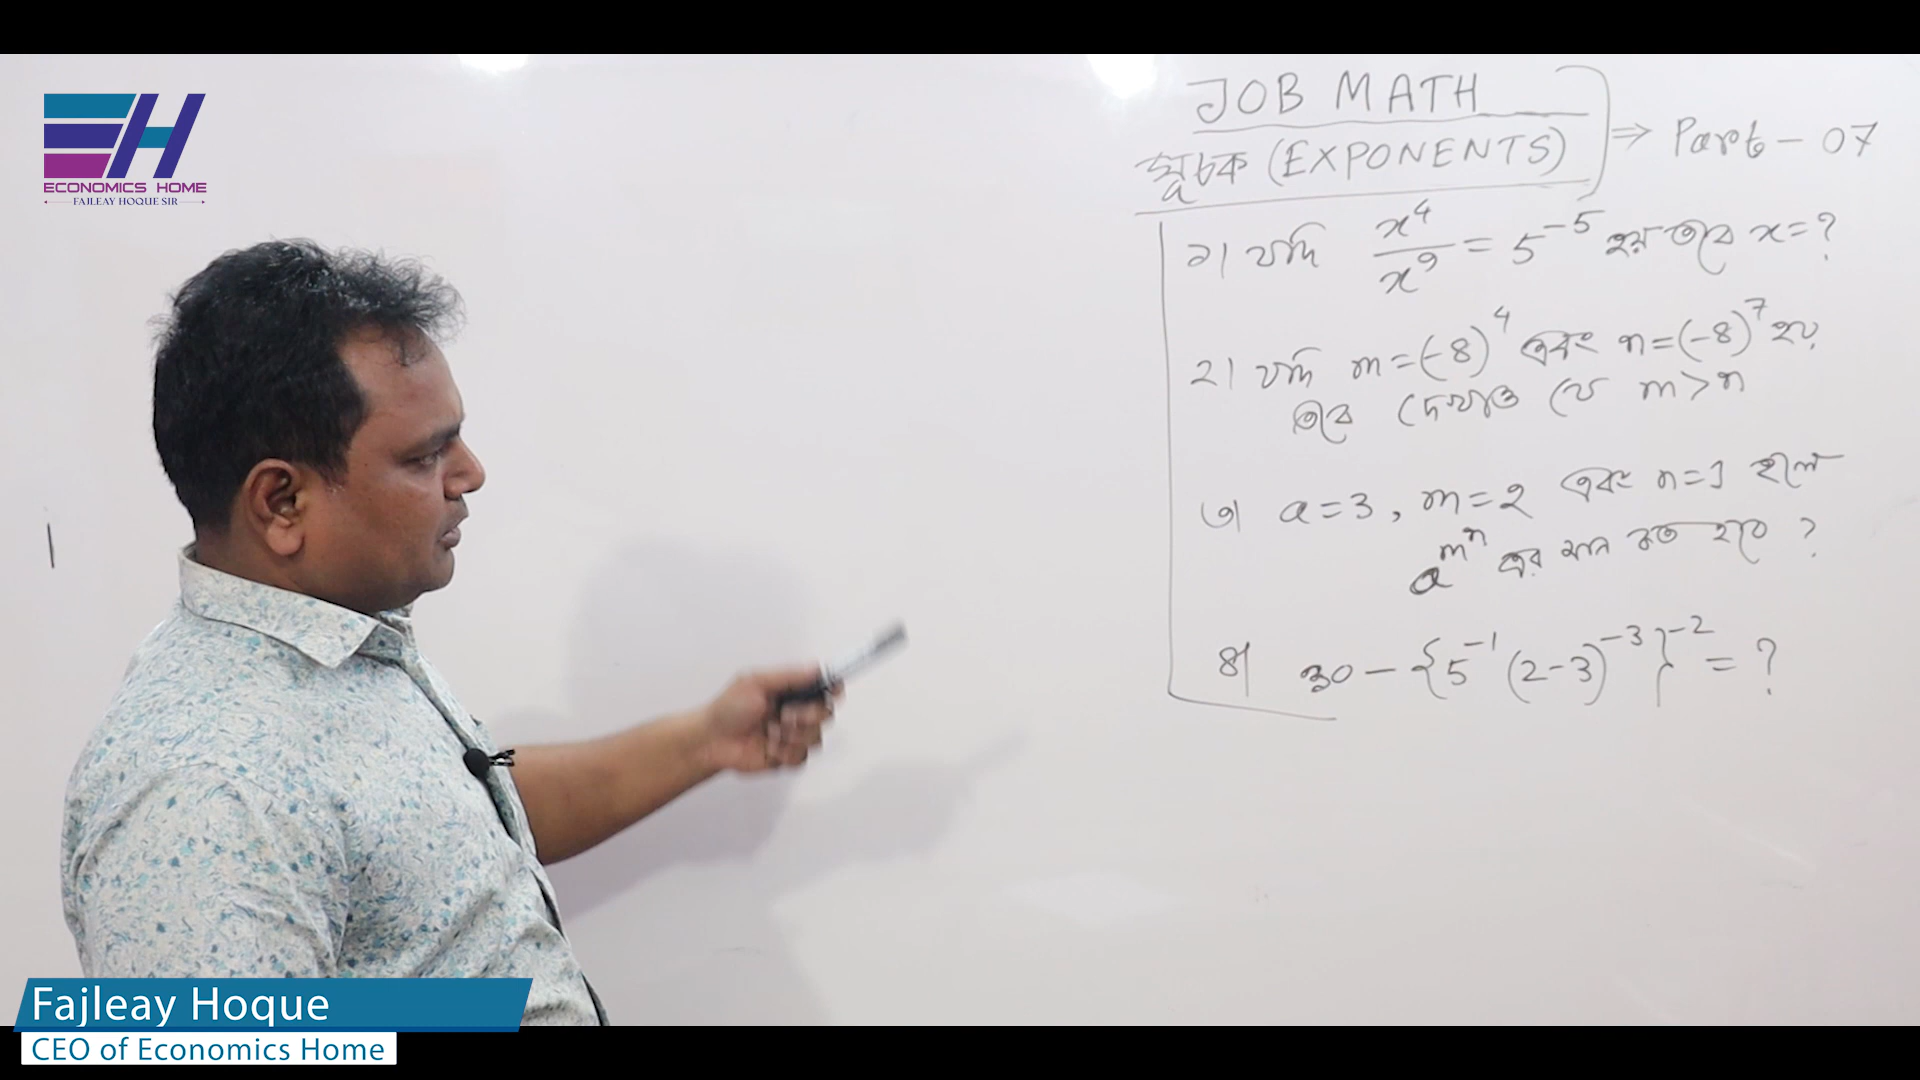 EH
ECONOMICS HOME
FAJLEAY HOQUE SIR
JOB MATH
সূচক (EXPONENTS) ⇒ Part - 07
১। যদি x⁴/x⁹ = 5⁻⁵ হয় তবে x = ?
২। যদি m = (-8)⁴ এবং n = (-8)⁷ হয়
তবে দেখাও যে m > n
৩। a = 3, m = 2 এবং n = 1 হলে
a^m^n এর মান কত হবে ?
৪। 30 - {5⁻¹ (2-3)⁻³}⁻² = ?
Fajleay Hoque
CEO of Economics Home